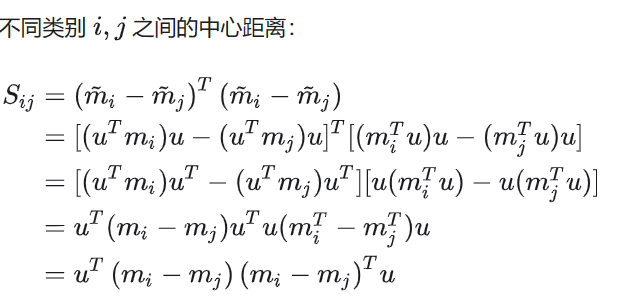 不同类别 i, j 之间的中心距离：
S_{ij} = (\tilde{m}_i − \tilde{m}_j)^T (\tilde{m}_i − \tilde{m}_j)
= [(u^T m_i)u − (u^T m_j)u]^T [(m_i^T u)u − (m_j^T u)u]
= [(u^T m_i)u^T − (u^T m_j)u^T][u(m_i^T u) − u(m_j^T u)]
= u^T (m_i − m_j)u^T u(m_i^T − m_j^T)u
= u^T (m_i − m_j) (m_i − m_j)^T u